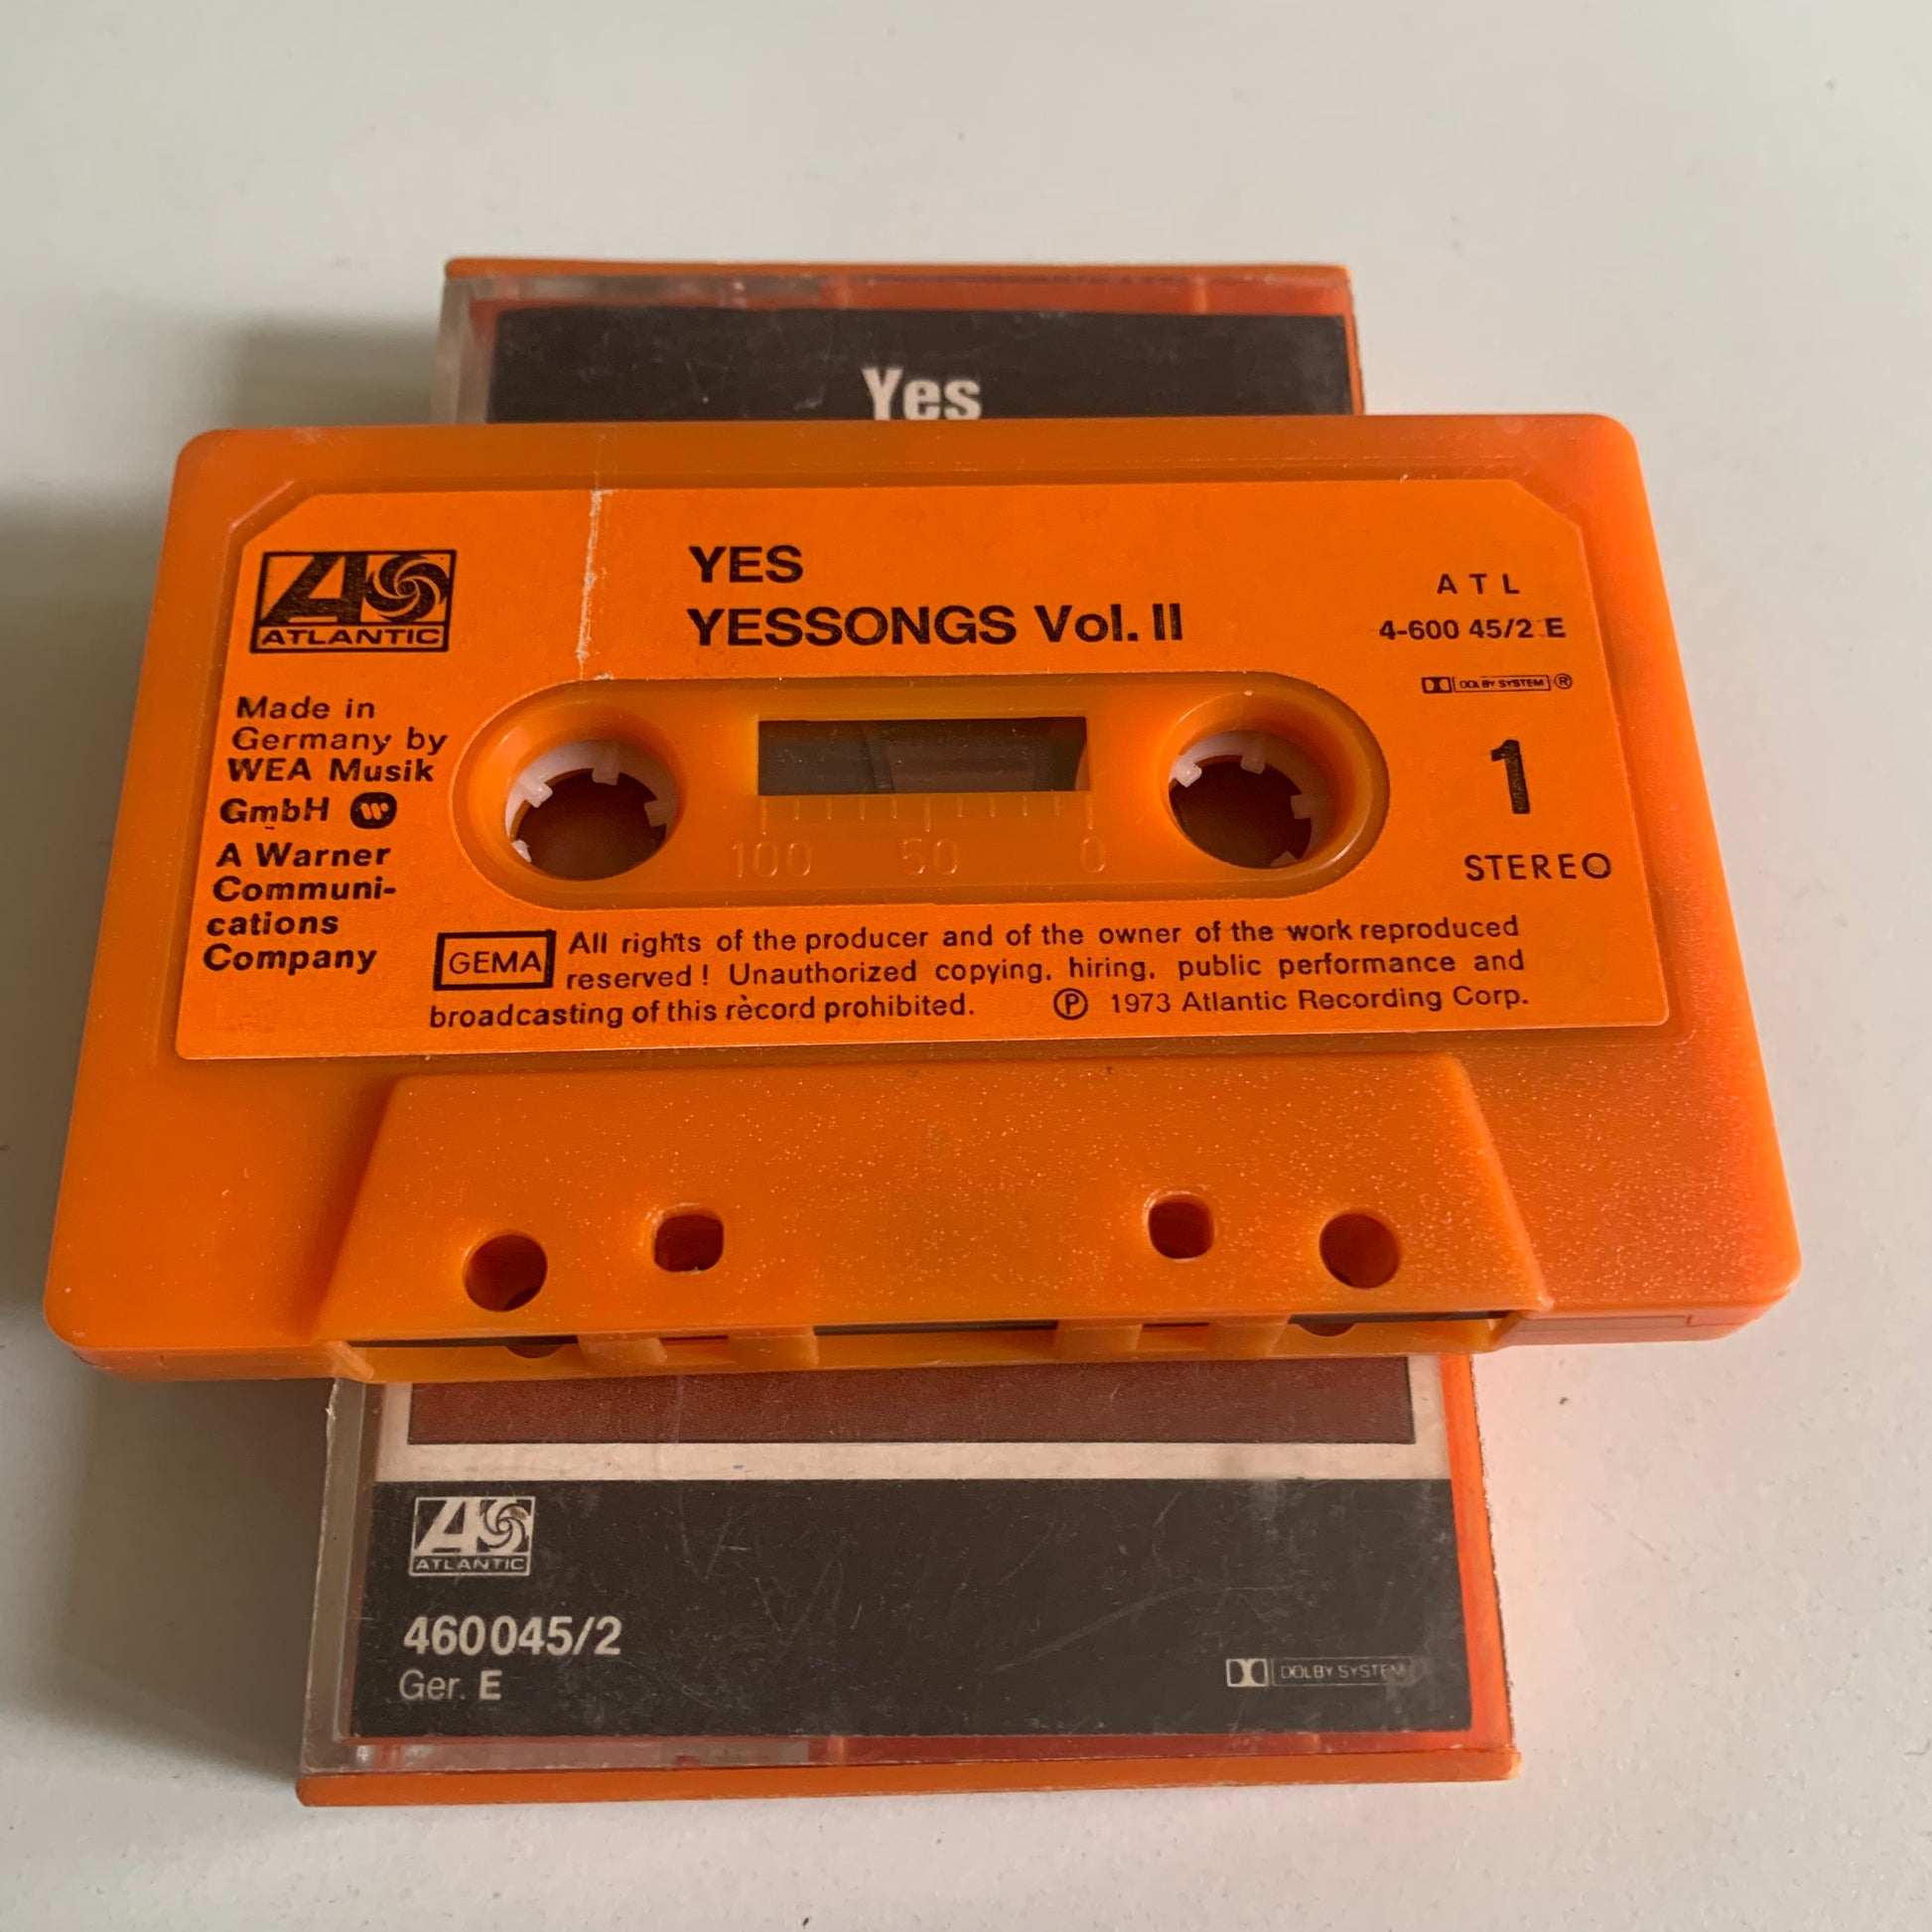 Yes
ATLANTIC
YES
YESSONGS Vol. II
ATL
4-600 45/2 E
DOLBY SYSTEM ®
1
STEREO
Made in
Germany by
WEA Musik
GmbH
A Warner
Communi-
cations
Company
100 50 0
GEMA
All rights of the producer and of the owner of the work reproduced
reserved! Unauthorized copying, hiring, public performance and
broadcasting of this record prohibited. Ⓟ 1973 Atlantic Recording Corp.
ATLANTIC
460045/2
Ger. E
DOLBY SYSTEM